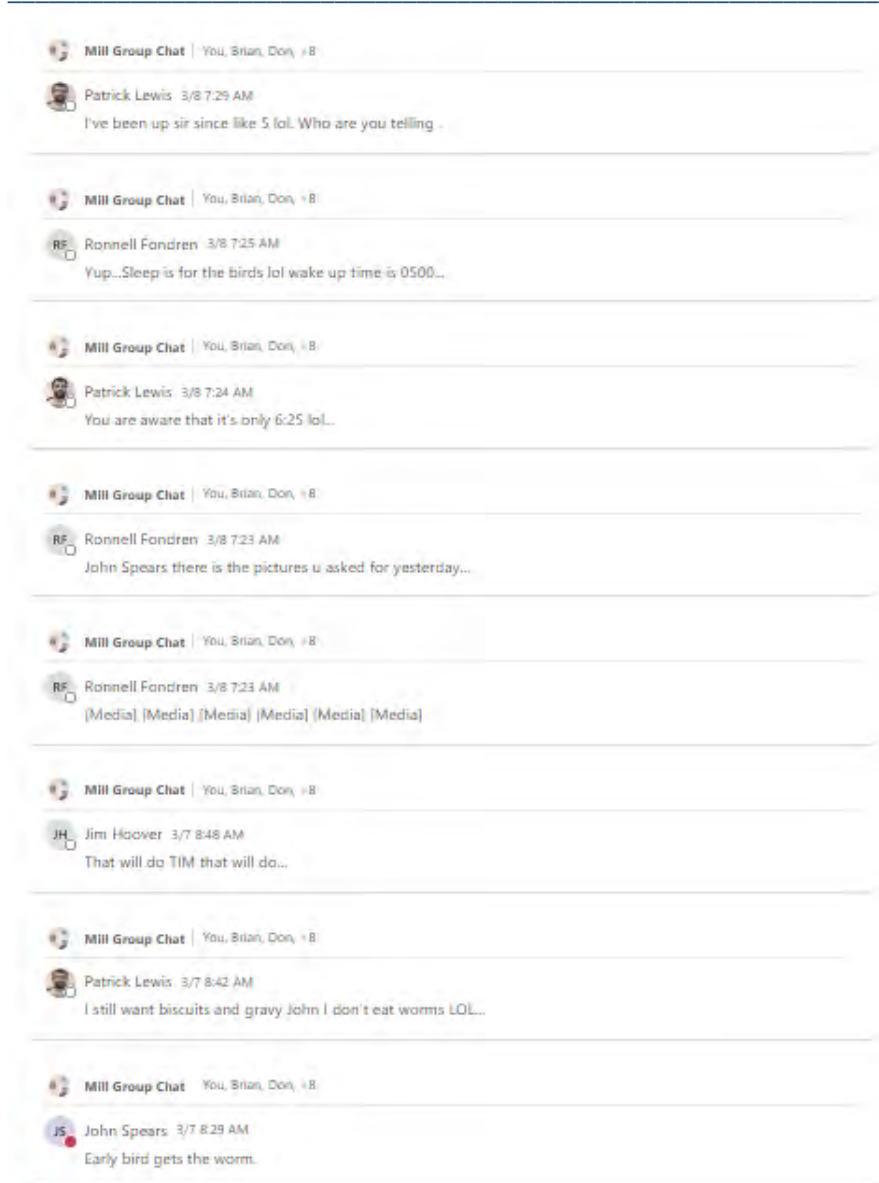 Mill Group Chat | You, Brian, Don, +8
Patrick Lewis 3/8 7:29 AM
I've been up sir since like 5 lol. Who are you telling .
Mill Group Chat | You, Brian, Don, +8
RF Ronnell Fondren 3/8 7:25 AM
Yup...Sleep is for the birds lol wake up time is 0500...
Mill Group Chat | You, Brian, Don, +8
Patrick Lewis 3/8 7:24 AM
You are aware that it's only 6:25 lol...
Mill Group Chat | You, Brian, Don, +8
RF Ronnell Fondren 3/8 7:23 AM
John Spears there is the pictures u asked for yesterday...
Mill Group Chat | You, Brian, Don, +8
RF Ronnell Fondren 3/8 7:23 AM
[Media] [Media] [Media] [Media] [Media] [Media]
Mill Group Chat | You, Brian, Don, +8
JH Jim Hoover 3/7 8:48 AM
That will do TIM that will do...
Mill Group Chat | You, Brian, Don, +8
Patrick Lewis 3/7 8:42 AM
I still want biscuits and gravy John I don't eat worms LOL...
Mill Group Chat You, Brian, Don, +8
JS John Spears 3/7 8:29 AM
Early bird gets the worm.